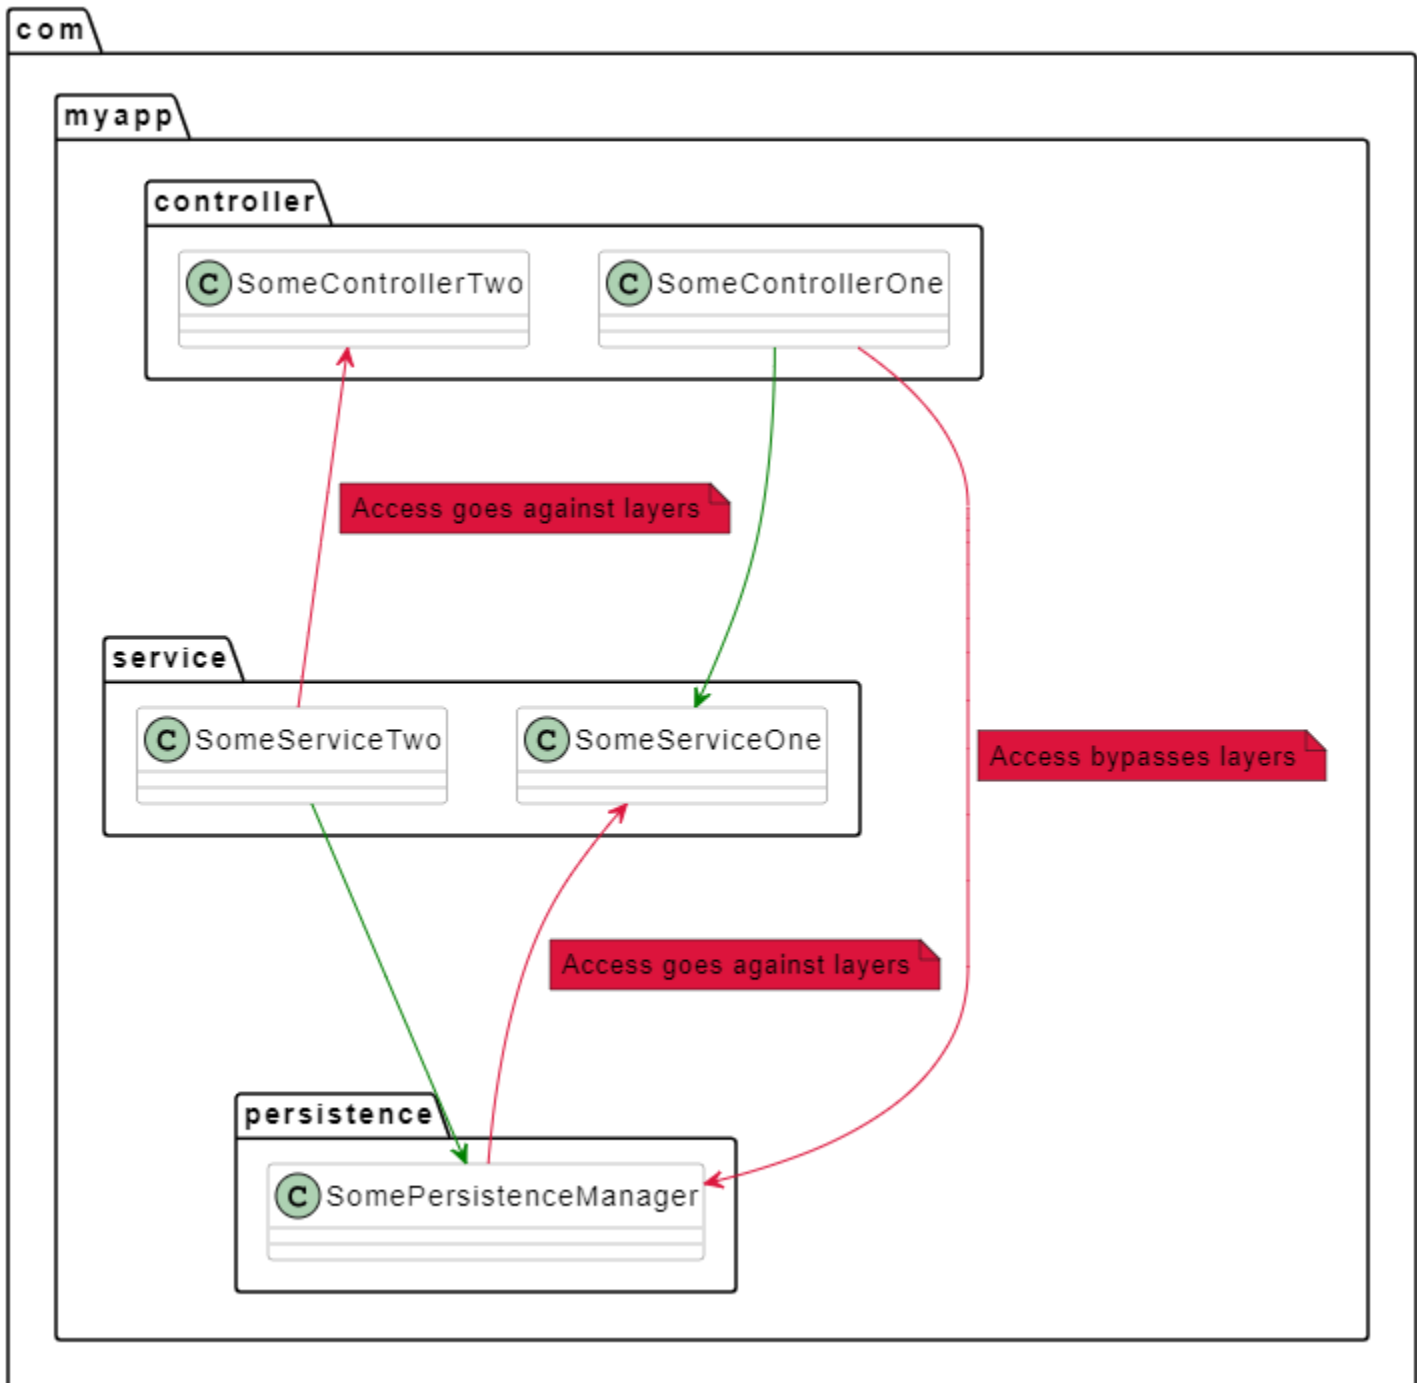 com
myapp
controller
C SomeControllerTwo
C SomeControllerOne
Access goes against layers
service
C SomeServiceTwo
C SomeServiceOne
Access bypasses layers
Access goes against layers
persistence
C SomePersistenceManager